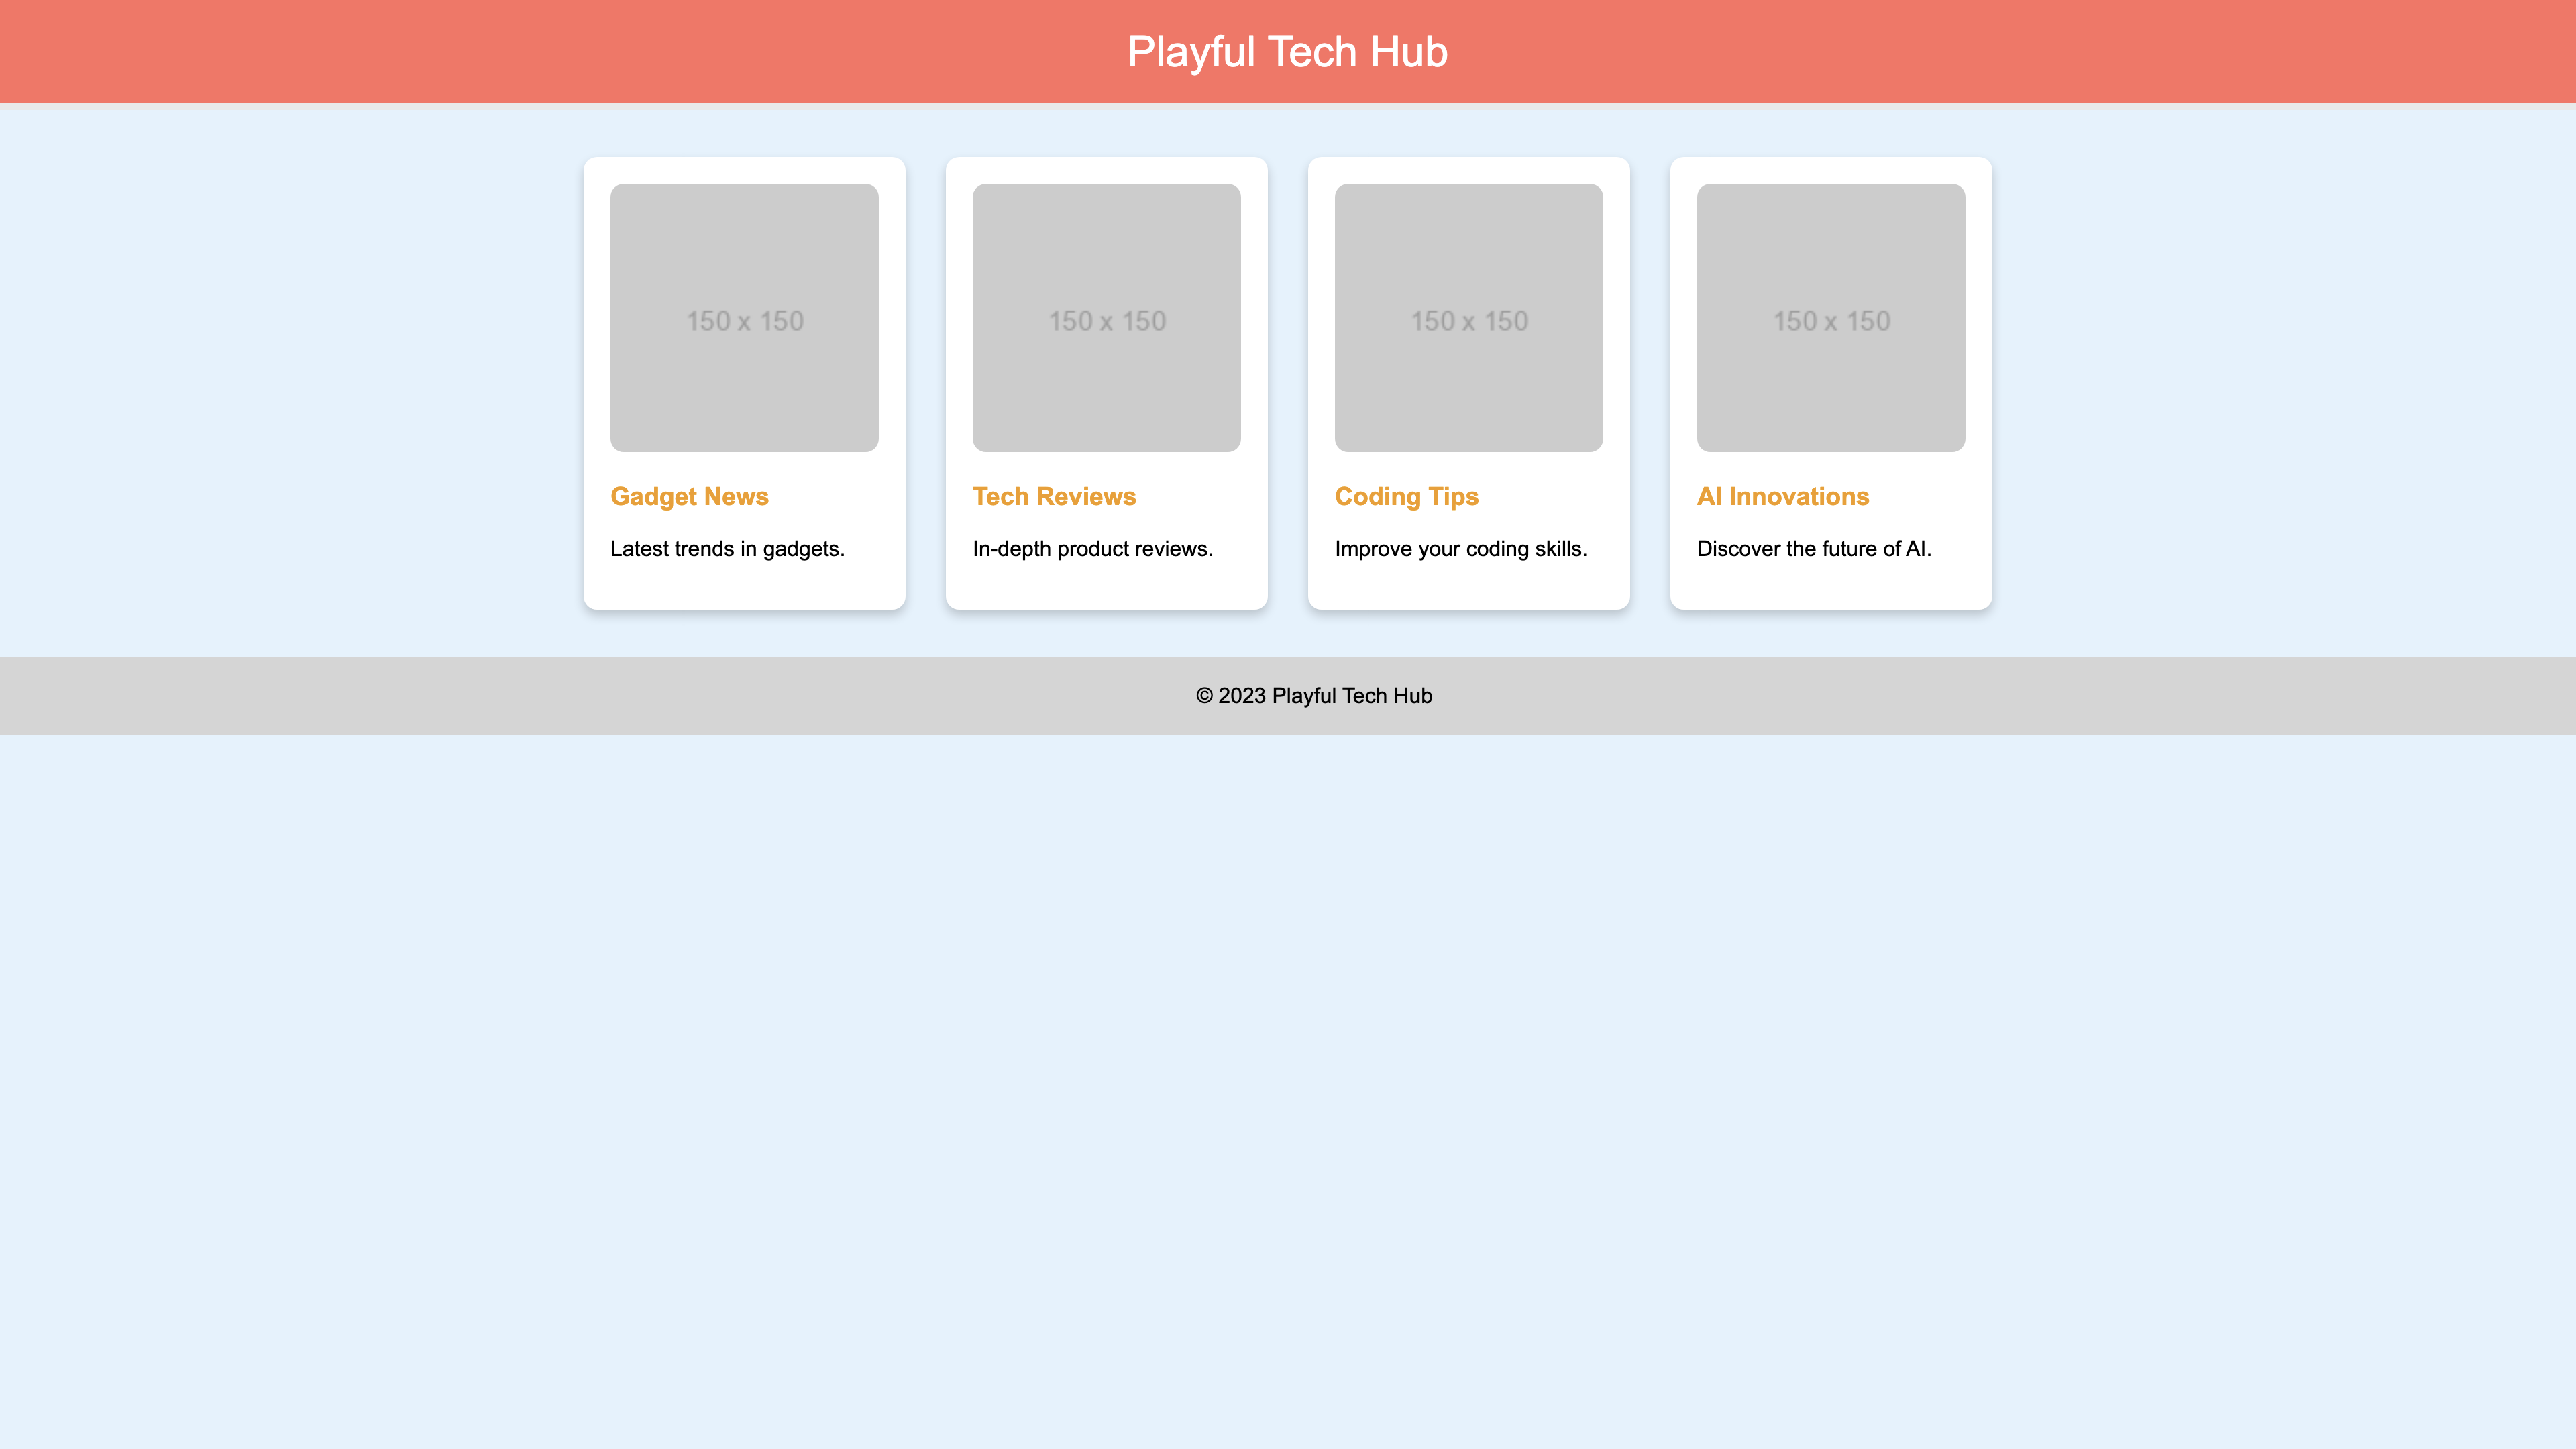 Playful Tech Hub
150 x 150
150 x 150
150 x 150
150 x 150
Gadget News
Tech Reviews
Coding Tips
AI Innovations
Latest trends in gadgets.
In-depth product reviews.
Improve your coding skills.
Discover the future of AI.
© 2023 Playful Tech Hub